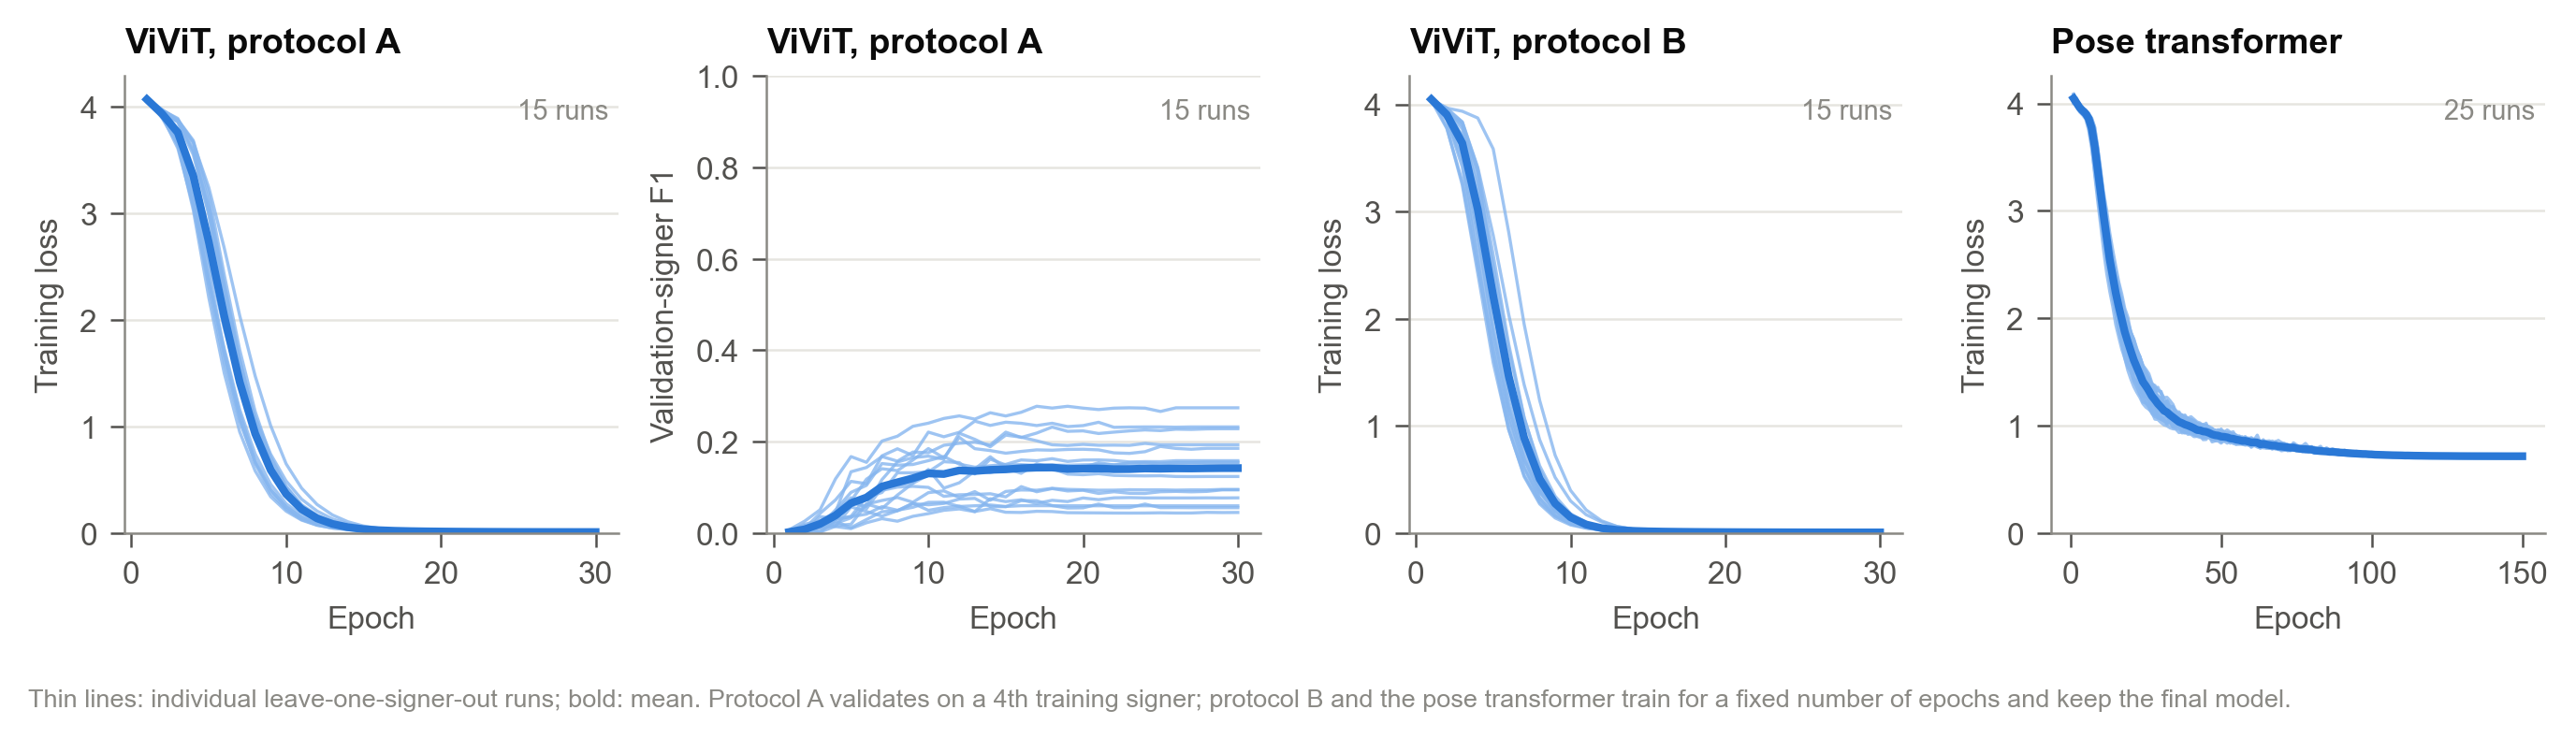 ViViT, protocol A
4
3
2
1
0
0 10 20 30
Training loss
Epoch
15 runs
ViViT, protocol A
1.0
0.8
0.6
0.4
0.2
0.0
0 10 20 30
Validation-signer F1
Epoch
15 runs
ViViT, protocol B
4
3
2
1
0
0 10 20 30
Training loss
Epoch
15 runs
Pose transformer
4
3
2
1
0
0 50 100 150
Training loss
Epoch
25 runs
Thin lines: individual leave-one-signer-out runs; bold: mean. Protocol A validates on a 4th training signer; protocol B and the pose transformer train for a fixed number of epochs and keep the final model.